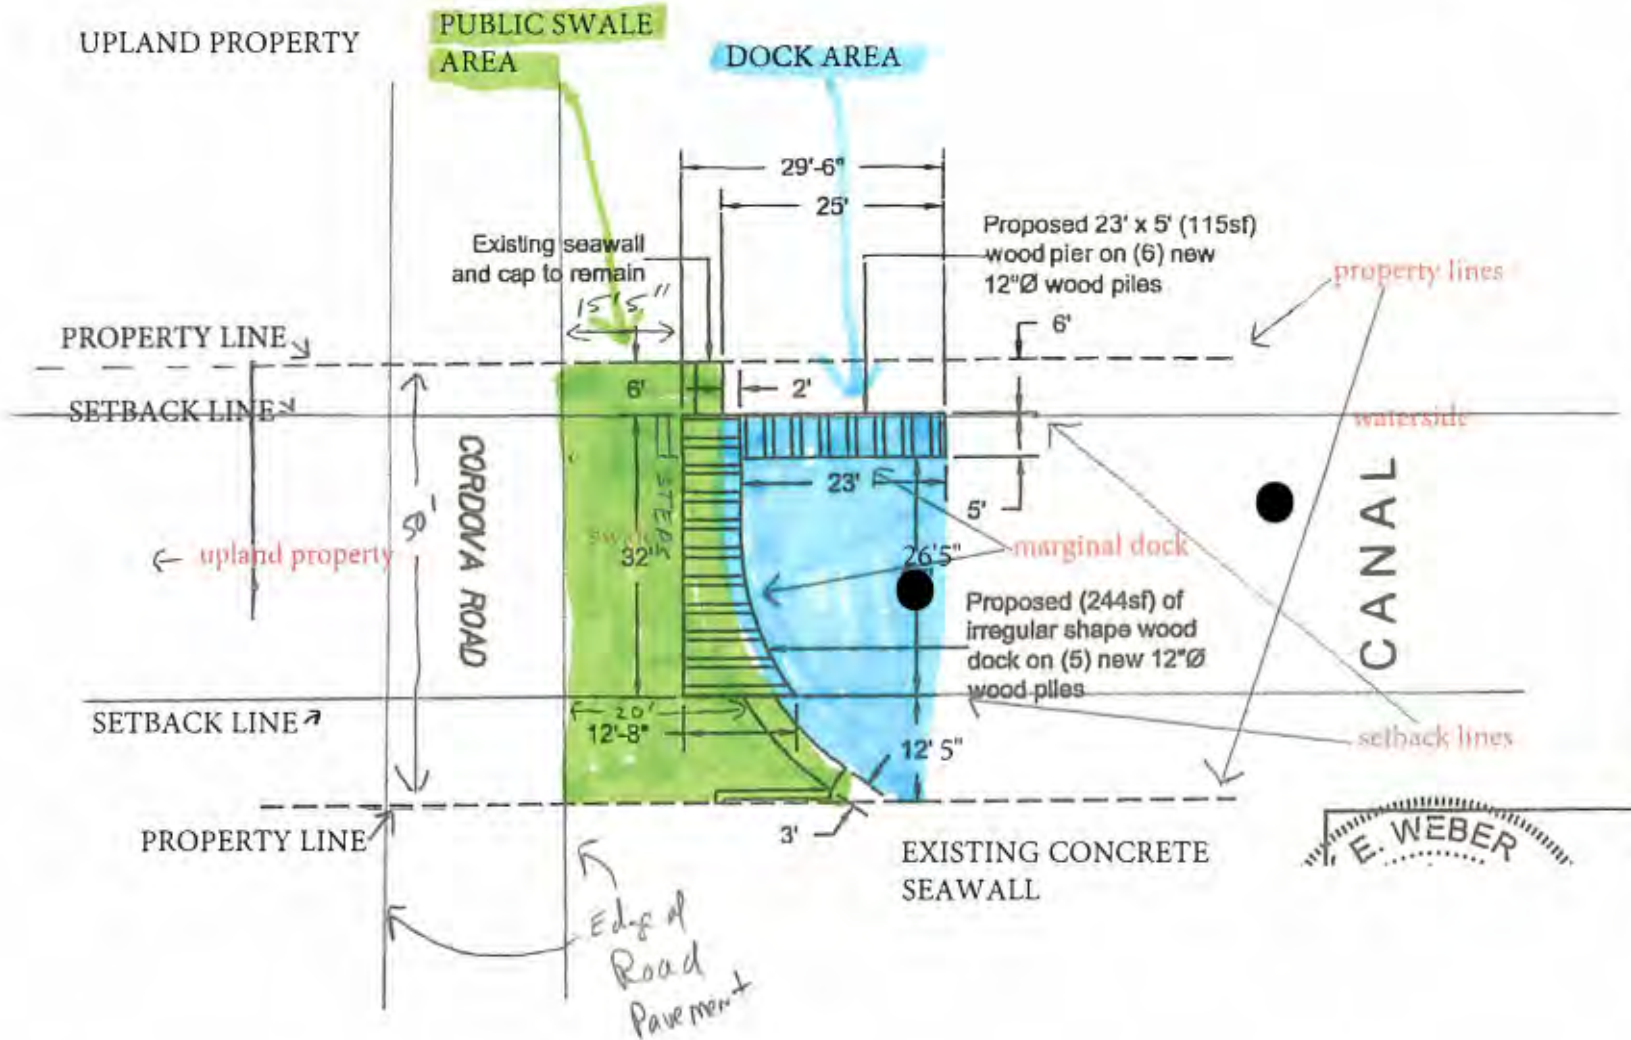 UPLAND PROPERTY
PUBLIC SWALE
AREA
DOCK AREA
29'-6"
25'
Existing seawall
and cap to remain
15' 5"
Proposed 23' x 5' (115sf)
wood pier on (6) new
12"Ø wood piles
property lines
6'
PROPERTY LINE
6'
2'
SETBACK LINE
waterside
CORDOVA ROAD
50'
STEPS
23'
5'
CANAL
upland property
32'
26'5"
marginal dock
Proposed (244sf) of
irregular shape wood
dock on (5) new 12"Ø
wood piles
SETBACK LINE
20'
12'-8"
12' 5"
setback lines
PROPERTY LINE
3'
EXISTING CONCRETE
SEAWALL
E. WEBER
Edge of
Road
Pavement